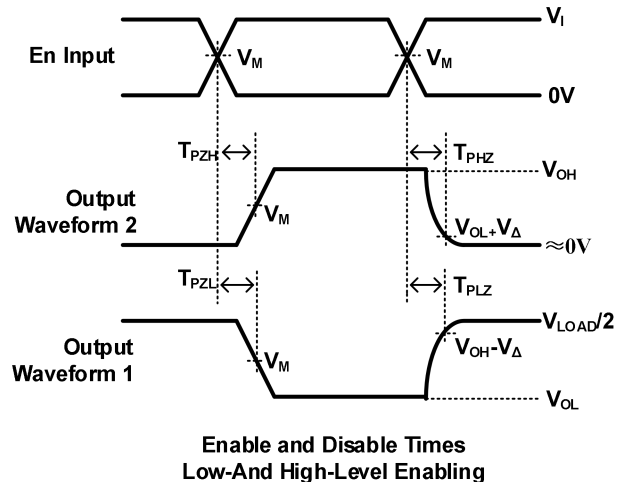 V_I
En Input
V_M
V_M
0V
T_PZH
T_PHZ
V_OH
Output
Waveform 2
V_M
V_OL+V_Δ
≈0V
T_PZL
T_PLZ
V_LOAD/2
Output
Waveform 1
V_M
V_OH-V_Δ
V_OL
Enable and Disable Times
Low-And High-Level Enabling